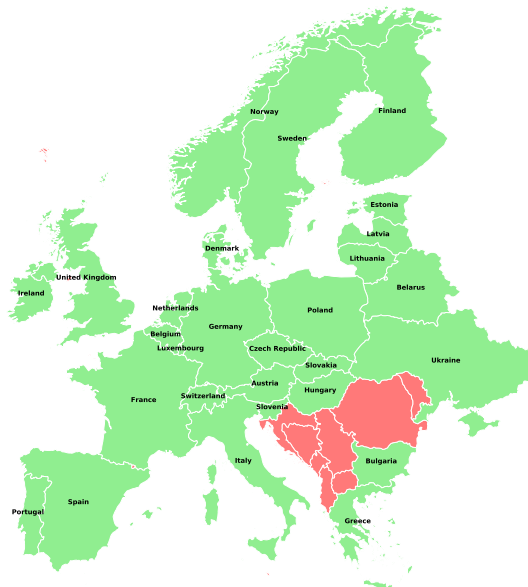 Norway
Finland
Sweden
Estonia
Latvia
Denmark
Lithuania
United Kingdom
Belarus
Ireland
Netherlands
Poland
Germany
Belgium
Luxembourg
Czech Republic
Ukraine
Slovakia
Austria
Hungary
Switzerland
France
Slovenia
Italy
Bulgaria
Spain
Portugal
Greece